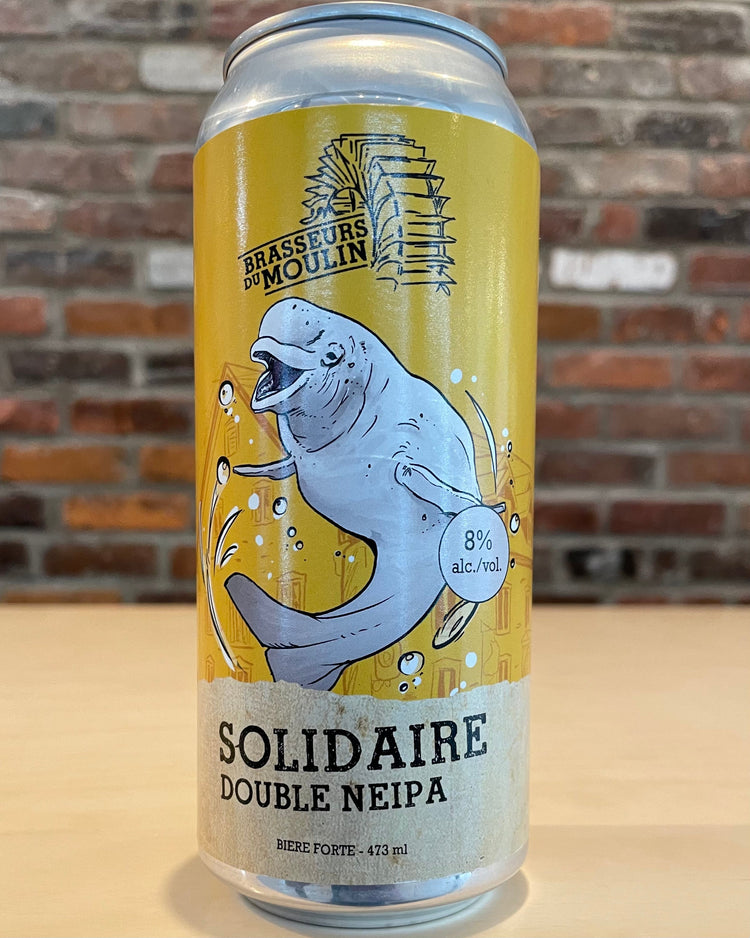 BRASSEURS
DU MOULIN
8%
alc./vol.
SOLIDAIRE
DOUBLE NEIPA
BIERE FORTE - 473 ml